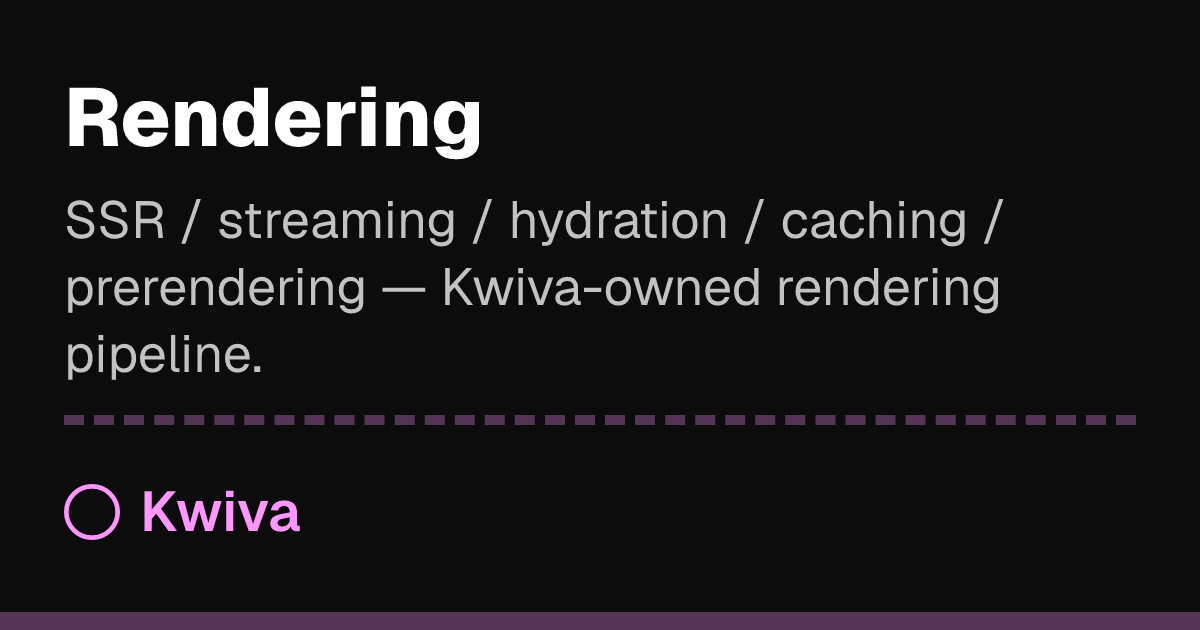 Rendering
SSR / streaming / hydration / caching /
prerendering — Kwiva-owned rendering
pipeline.
Kwiva